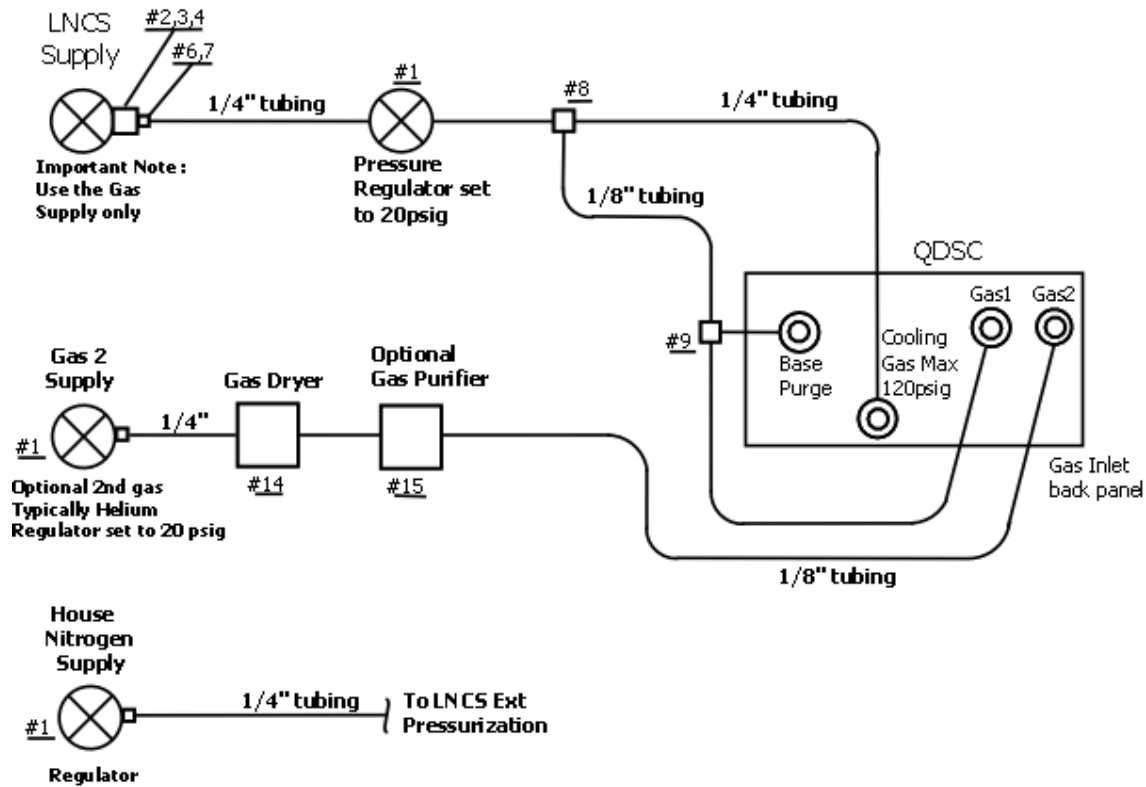 LNCS
Supply
#2,3,4
#6,7
1/4" tubing
Important Note :
Use the Gas
Supply only
#1
Pressure
Regulator set
to 20psig
#8
1/4" tubing
1/8" tubing
QDSC
#9
Base
Purge
Cooling
Gas Max
120psig
Gas1
Gas2
Gas Inlet
back panel
Gas 2
Supply
#1
1/4"
Optional 2nd gas
Typically Helium
Regulator set to 20 psig
Gas Dryer
#14
Optional
Gas Purifier
#15
1/8" tubing
House
Nitrogen
Supply
#1
Regulator
1/4" tubing
To LNCS Ext
Pressurization